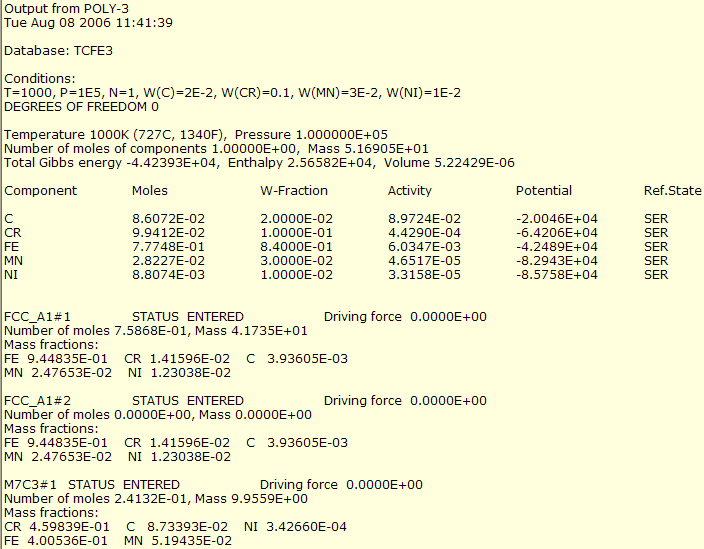 Output from POLY-3
Tue Aug 08 2006 11:41:39
Database: TCFE3
Conditions:
T=1000, P=1E5, N=1, W(C)=2E-2, W(CR)=0.1, W(MN)=3E-2, W(NI)=1E-2
DEGREES OF FREEDOM 0
Temperature 1000K (727C, 1340F), Pressure 1.000000E+05
Number of moles of components 1.00000E+00, Mass 5.16905E+01
Total Gibbs energy -4.42393E+04, Enthalpy 2.56582E+04, Volume 5.22429E-06
Component Moles W-Fraction Activity Potential Ref.State
C 8.6072E-02 2.0000E-02 8.9724E-02 -2.0046E+04 SER
CR 9.9412E-02 1.0000E-01 4.4290E-04 -6.4206E+04 SER
FE 7.7748E-01 8.4000E-01 6.0347E-03 -4.2489E+04 SER
MN 2.8227E-02 3.0000E-02 4.6517E-05 -8.2943E+04 SER
NI 8.8074E-03 1.0000E-02 3.3158E-05 -8.5758E+04 SER
FCC_A1#1 STATUS ENTERED Driving force 0.0000E+00
Number of moles 7.5868E-01, Mass 4.1735E+01
Mass fractions:
FE 9.44835E-01 CR 1.41596E-02 C 3.93605E-03
MN 2.47653E-02 NI 1.23038E-02
FCC_A1#2 STATUS ENTERED Driving force 0.0000E+00
Number of moles 0.0000E+00, Mass 0.0000E+00
Mass fractions:
FE 9.44835E-01 CR 1.41596E-02 C 3.93605E-03
MN 2.47653E-02 NI 1.23038E-02
M7C3#1 STATUS ENTERED Driving force 0.0000E+00
Number of moles 2.4132E-01, Mass 9.9559E+00
Mass fractions:
CR 4.59839E-01 C 8.73393E-02 NI 3.42660E-04
FE 4.00536E-01 MN 5.19435E-02